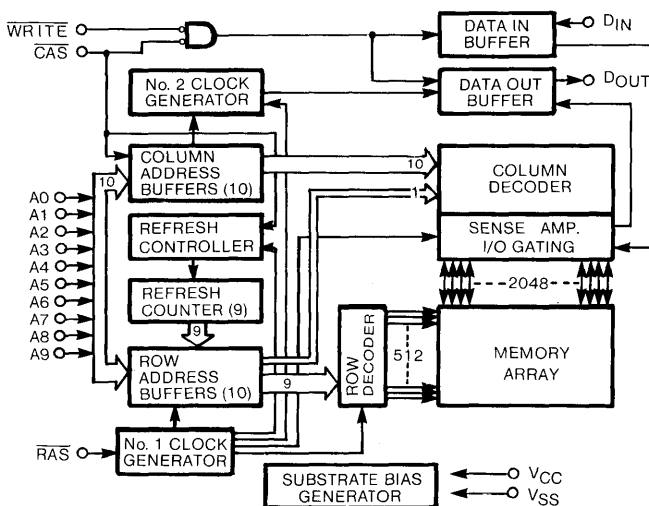 WRITE
CAS
DATA IN
BUFFER
DIN
No. 2 CLOCK
GENERATOR
DATA OUT
BUFFER
DOUT
COLUMN
ADDRESS
BUFFERS (10)
10
10
1
COLUMN
DECODER
A0
A1
A2
A3
A4
A5
A6
A7
A8
A9
REFRESH
CONTROLLER
SENSE AMP.
I/O GATING
2048
REFRESH
COUNTER (9)
9
ROW
ADDRESS
BUFFERS (10)
9
ROW
DECODER
512
MEMORY
ARRAY
RAS
No. 1 CLOCK
GENERATOR
SUBSTRATE BIAS
GENERATOR
VCC
VSS